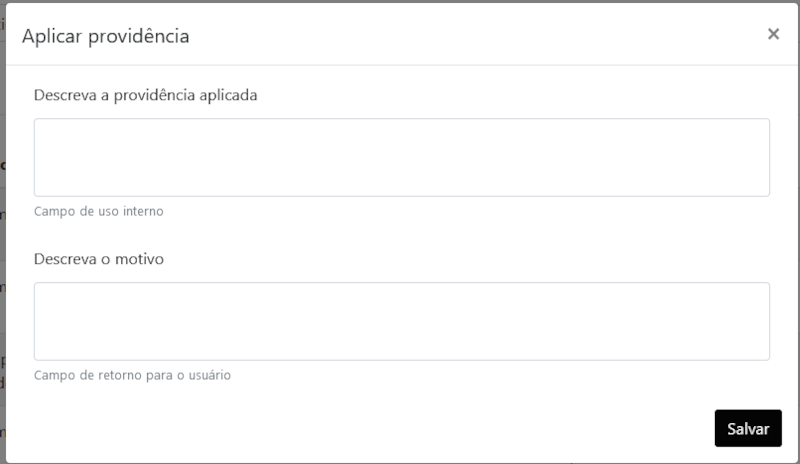 Aplicar providência
×
Descreva a providência aplicada
Campo de uso interno
Descreva o motivo
Campo de retorno para o usuário
Salvar